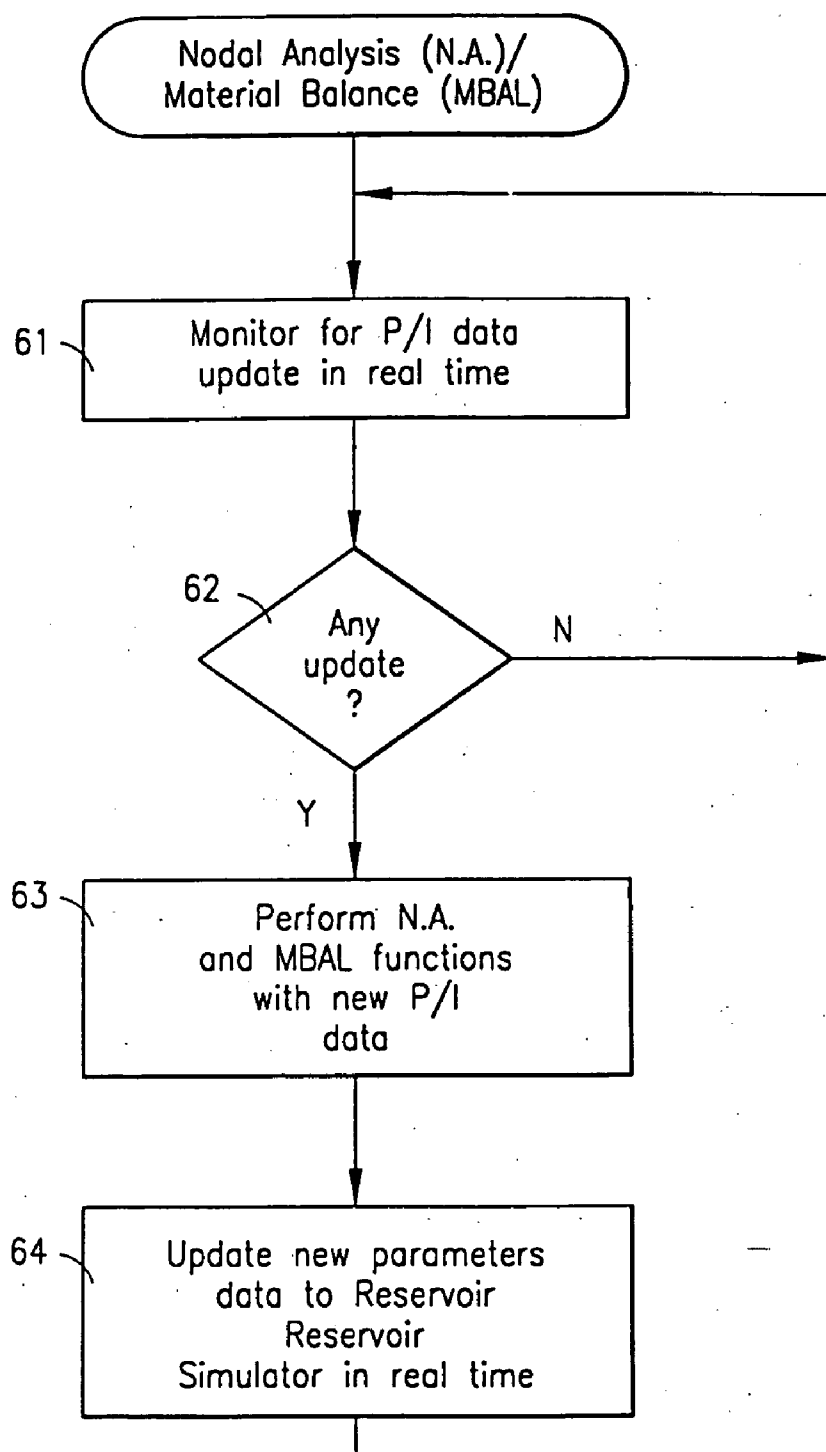 Nodal Analysis (N.A.)/
Material Balance (MBAL)
61
Monitor for P/I data
update in real time
62
Any
update
?
N
Y
63
Perform N.A.
and MBAL functions
with new P/I
data
64
Update new parameters
data to Reservoir
Reservoir
Simulator in real time